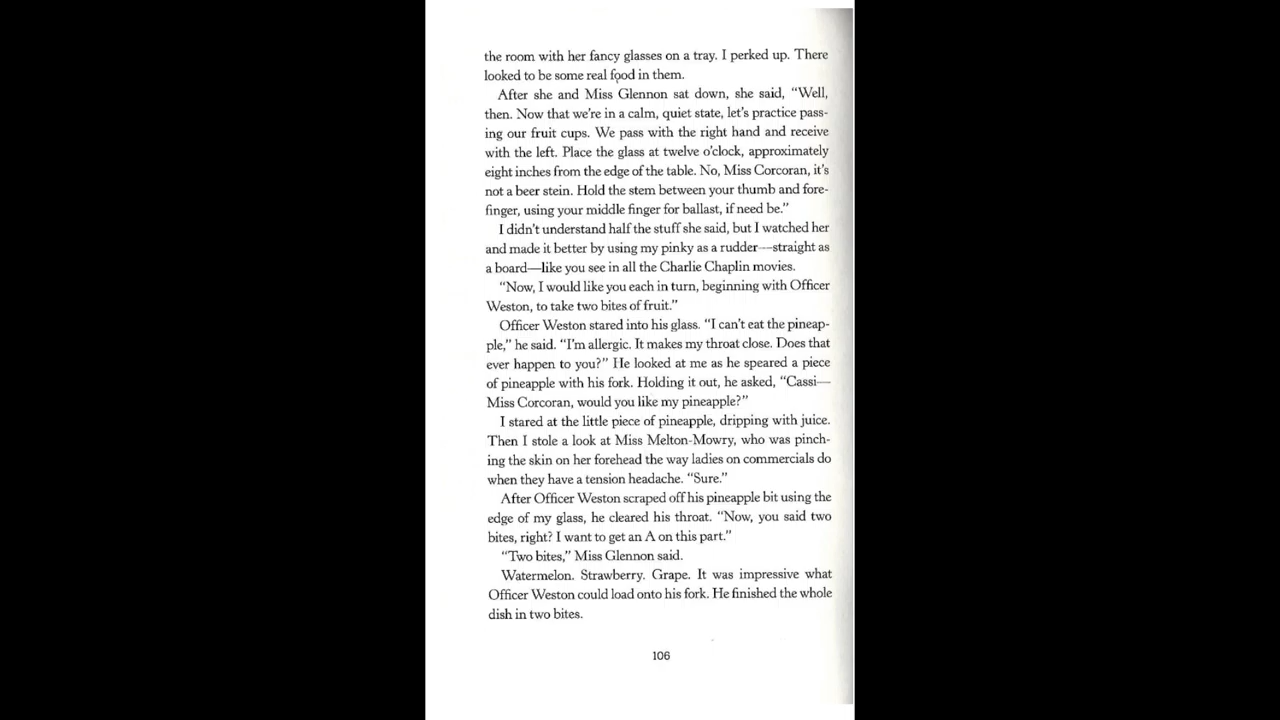 the room with her fancy glasses on a tray. I perked up. There
looked to be some real food in them.
After she and Miss Glennon sat down, she said, “Well,
then. Now that we’re in a calm, quiet state, let’s practice pass-
ing our fruit cups. We pass with the right hand and receive
with the left. Place the glass at twelve o’clock, approximately
eight inches from the edge of the table. No, Miss Corcoran, it’s
not a beer stein. Hold the stem between your thumb and fore-
finger, using your middle finger for ballast, if need be.”
I didn’t understand half the stuff she said, but I watched her
and made it better by using my pinky as a rudder—straight as
a board—like you see in all the Charlie Chaplin movies.
“Now, I would like you each in turn, beginning with Officer
Weston, to take two bites of fruit.”
Officer Weston stared into his glass. “I can’t eat the pineap-
ple,” he said. “I’m allergic. It makes my throat close. Does that
ever happen to you?” He looked at me as he speared a piece
of pineapple with his fork. Holding it out, he asked, “Cassi—
Miss Corcoran, would you like my pineapple?”
I stared at the little piece of pineapple, dripping with juice.
Then I stole a look at Miss Melton-Mowry, who was pinch-
ing the skin on her forehead the way ladies on commercials do
when they have a tension headache. “Sure.”
After Officer Weston scraped off his pineapple bit using the
edge of my glass, he cleared his throat. “Now, you said two
bites, right? I want to get an A on this part.”
“Two bites,” Miss Glennon said.
Watermelon. Strawberry. Grape. It was impressive what
Officer Weston could load onto his fork. He finished the whole
dish in two bites.
106